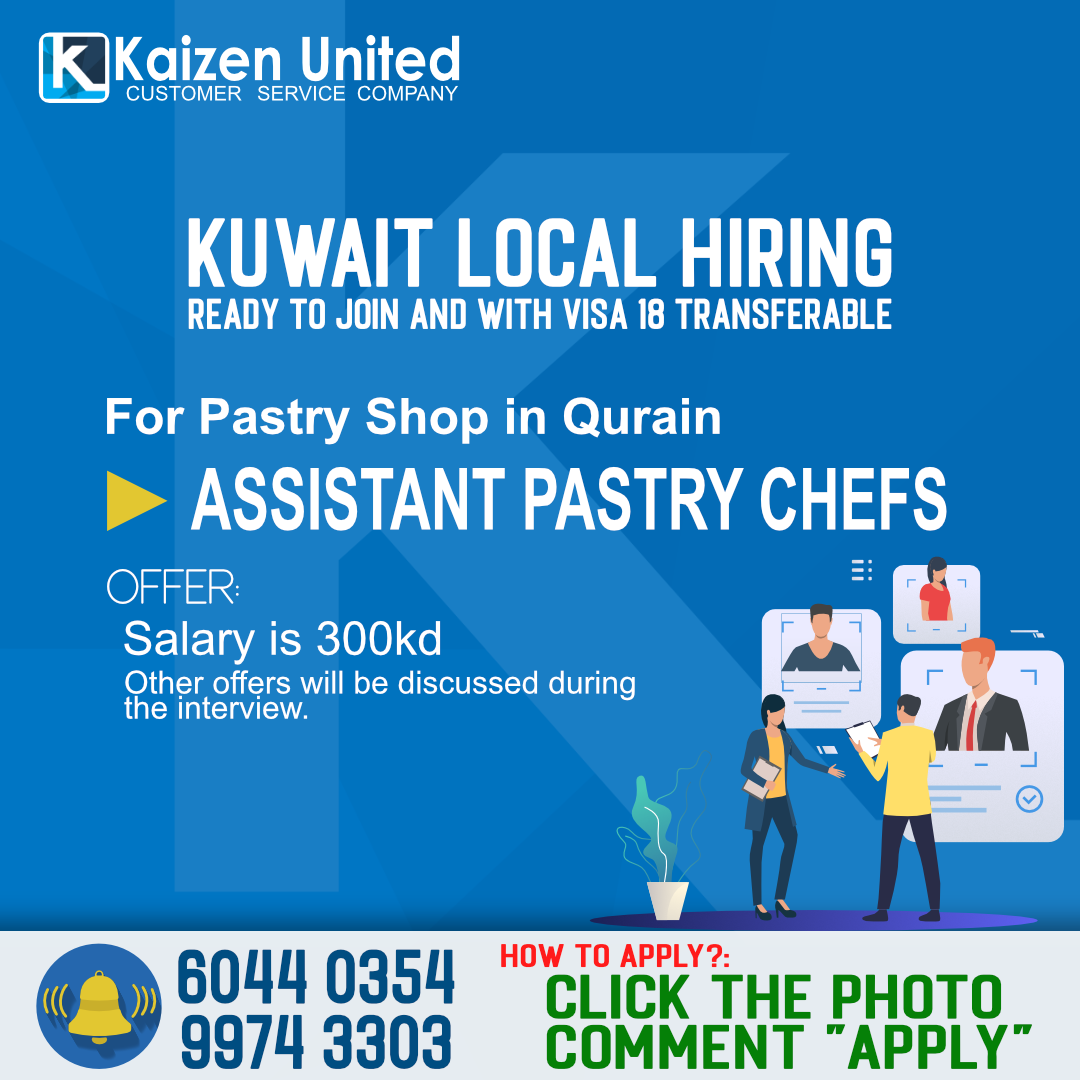 K Kaizen United
CUSTOMER SERVICE COMPANY
KUWAIT LOCAL HIRING
READY TO JOIN AND WITH VISA 18 TRANSFERABLE
For Pastry Shop in Qurain
ASSISTANT PASTRY CHEFS
OFFER:
Salary is 300kd
Other offers will be discussed during
the interview.
6044 0354
9974 3303
HOW TO APPLY?:
CLICK THE PHOTO
COMMENT "APPLY"